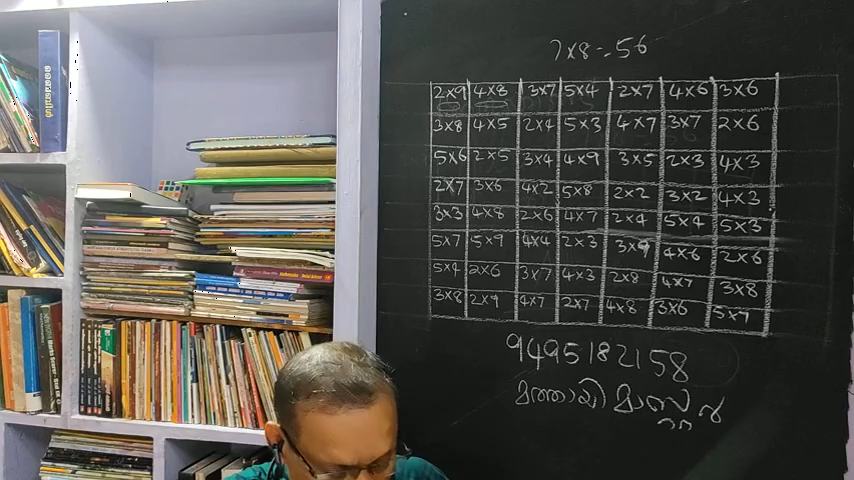 7x8=56
2x9 4x8 3x7 5x4 2x7 4x6 3x6
3x8 4x5 2x4 5x3 4x7 3x7 2x6
5x6 2x5 3x4 4x9 3x5 2x3 4x3
2x7 3x6 4x2 5x8 2x2 3x2 4x3
3x3 4x8 2x6 4x7 2x4 5x4 5x3
5x7 5x9 4x4 2x3 3x9 4x6 2x6
5x4 2x6 3x7 4x3 2x8 4x7 3x8
3x8 2x9 4x7 2x7 4x8 3x6 5x7
9495182158
മത്തായി